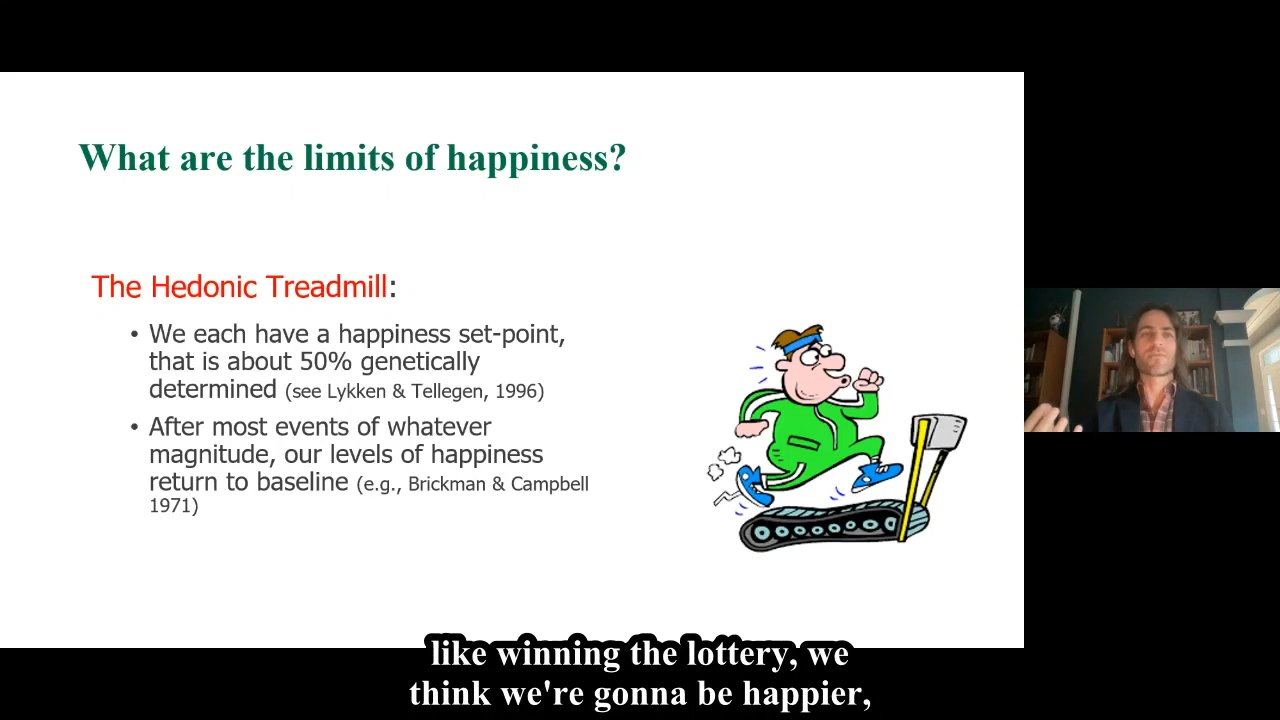 What are the limits of happiness?
The Hedonic Treadmill:
• We each have a happiness set-point,
that is about 50% genetically
determined (see Lykken & Tellegen, 1996)
• After most events of whatever
magnitude, our levels of happiness
return to baseline (e.g., Brickman & Campbell
1971)
like winning the lottery, we
think we're gonna be happier,